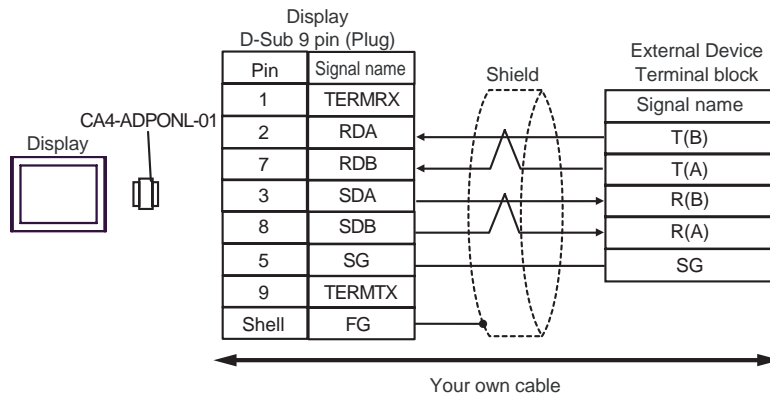 Display
D-Sub 9 pin (Plug)
External Device
Terminal block
Pin Signal name
Shield
Signal name
1 TERMRX
CA4-ADPONL-01
Display
2 RDA
T(B)
7 RDB
T(A)
3 SDA
R(B)
8 SDB
R(A)
5 SG
SG
9 TERMTX
Shell FG
Your own cable